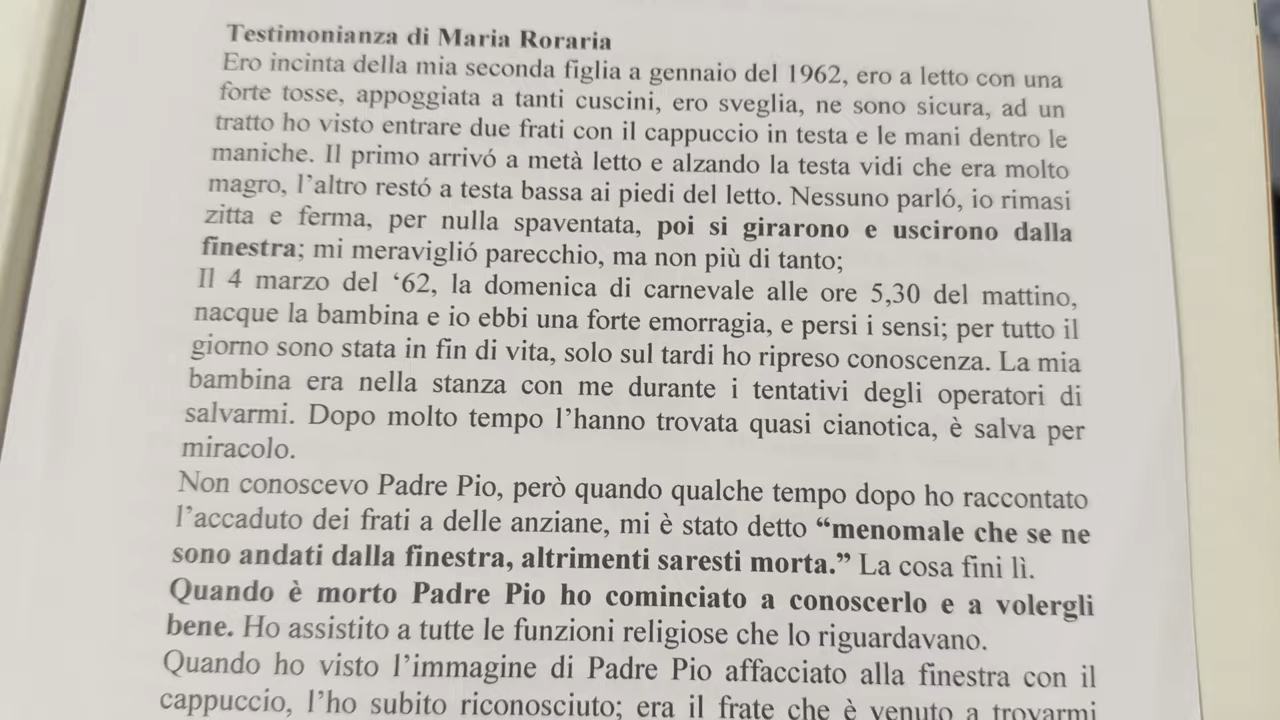 Testimonianza di Maria Roraria
Ero incinta della mia seconda figlia a gennaio del 1962, ero a letto con una
forte tosse, appoggiata a tanti cuscini, ero sveglia, ne sono sicura, ad un
tratto ho visto entrare due frati con il cappuccio in testa e le mani dentro le
maniche. Il primo arrivó a metà letto e alzando la testa vidi che era molto
magro, l’altro restó a testa bassa ai piedi del letto. Nessuno parló, io rimasi
zitta e ferma, per nulla spaventata, poi si girarono e uscirono dalla
finestra; mi meraviglió parecchio, ma non più di tanto;
Il 4 marzo del ‘62, la domenica di carnevale alle ore 5,30 del mattino,
nacque la bambina e io ebbi una forte emorragia, e persi i sensi; per tutto il
giorno sono stata in fin di vita, solo sul tardi ho ripreso conoscenza. La mia
bambina era nella stanza con me durante i tentativi degli operatori di
salvarmi. Dopo molto tempo l’hanno trovata quasi cianotica, è salva per
miracolo.
Non conoscevo Padre Pio, però quando qualche tempo dopo ho raccontato
l’accaduto dei frati a delle anziane, mi è stato detto “menomale che se ne
sono andati dalla finestra, altrimenti saresti morta.” La cosa fini lì.
Quando è morto Padre Pio ho cominciato a conoscerlo e a volergli
bene. Ho assistito a tutte le funzioni religiose che lo riguardavano.
Quando ho visto l’immagine di Padre Pio affacciato alla finestra con il
cappuccio, l’ho subito riconosciuto; era il frate che è venuto a trovarmi